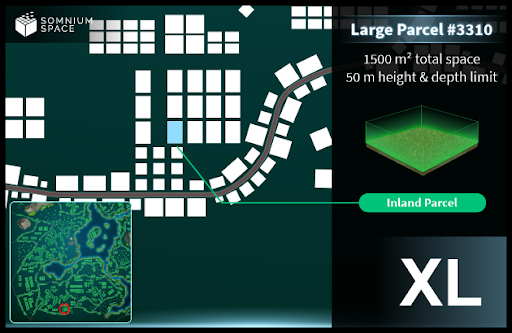 SOMNIUM
SPACE
Large Parcel #3310
1500 m² total space
50 m height & depth limit
Inland Parcel
XL